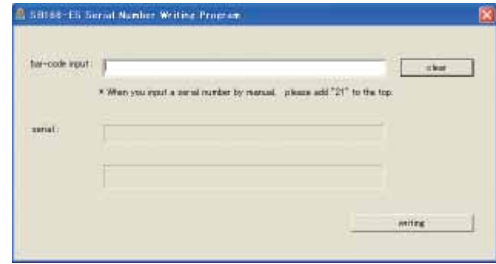 SB168-ES Serial Number Writing Program
bar-code input :
clear
* When you input a serial number by manual, please add "21" to the top.
serial :
writing